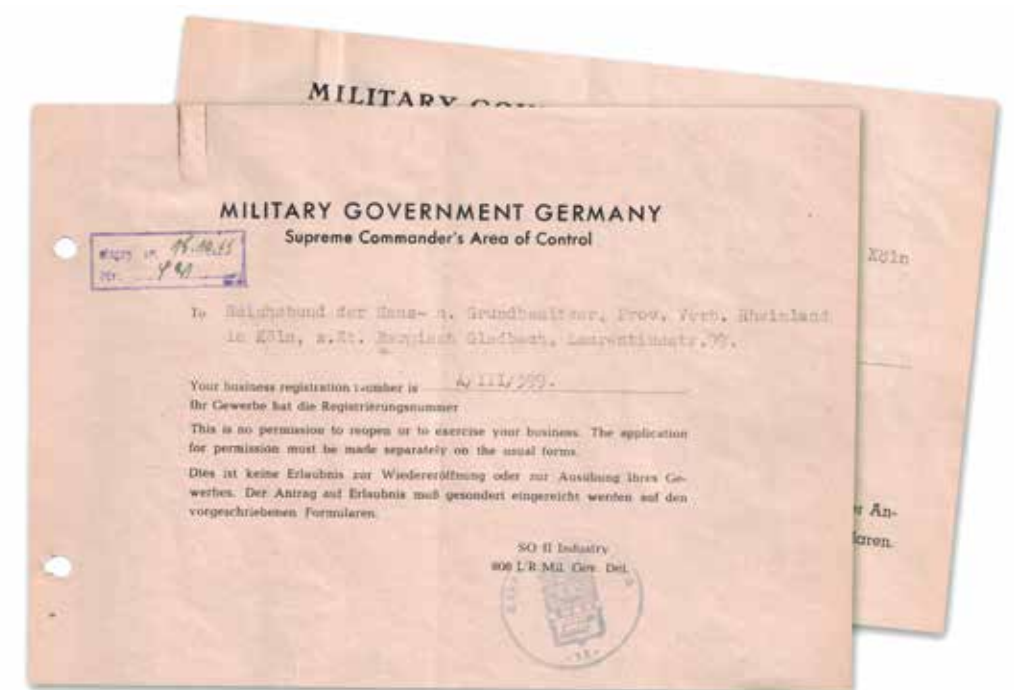 MILITARY
MILITARY GOVERNMENT GERMANY
Supreme Commander's Area of Control
Köln
To Reichsbund der Haus- u. Grundbesitzer, Prov. Verb. Rheinland
in Köln, z.Zt. Bergisch Gladbach, Laurentiusstr.
Your business registration number is A/III/599.
Ihr Gewerbe hat die Registrierungsnummer
This is no permission to reopen or to exercise your business. The application
for permission must be made separately on the usual forms.
Dies ist keine Erlaubnis zur Wiedereröffnung oder zur Ausübung Ihres Ge-
werbes. Der Antrag auf Erlaubnis muß gesondert eingereicht werden auf den
vorgeschriebenen Formularen.
An-
laren.
SO II Industry
808 L/R Mil. Gov. Det.